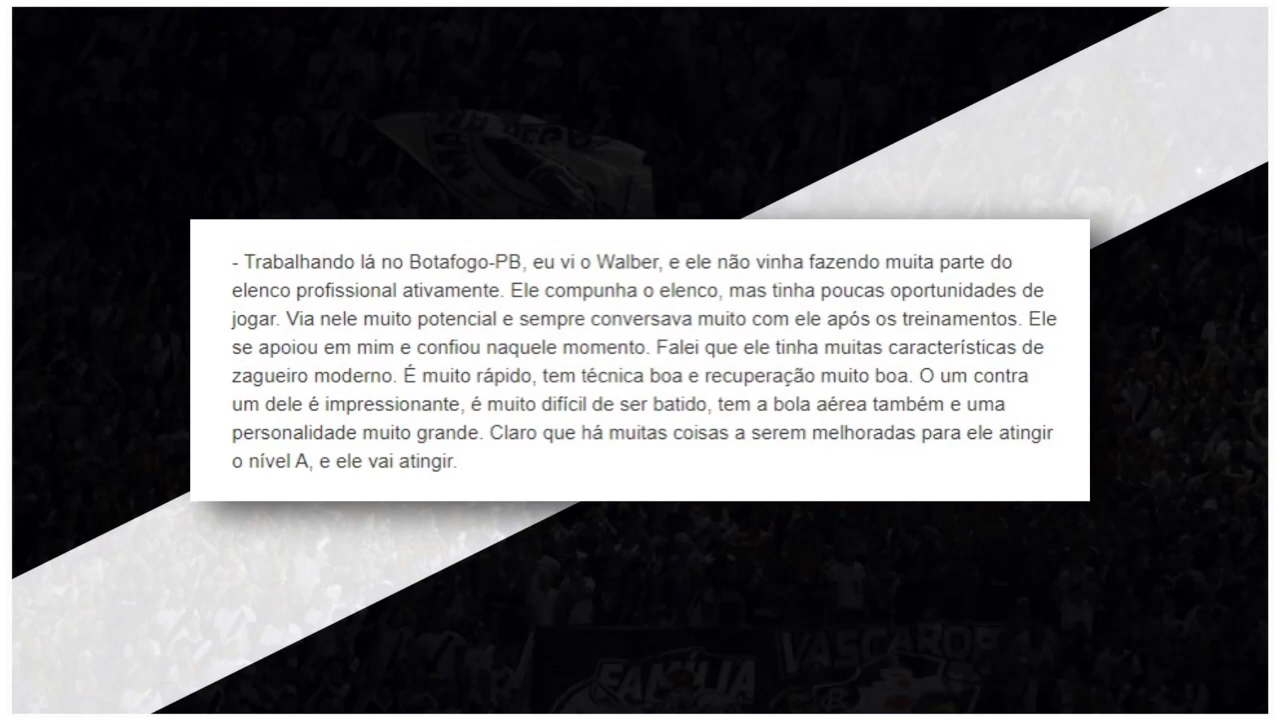 - Trabalhando lá no Botafogo-PB, eu vi o Walber, e ele não vinha fazendo muita parte do
elenco profissional ativamente. Ele compunha o elenco, mas tinha poucas oportunidades de
jogar. Via nele muito potencial e sempre conversava muito com ele após os treinamentos. Ele
se apoiou em mim e confiou naquele momento. Falei que ele tinha muitas características de
zagueiro moderno. É muito rápido, tem técnica boa e recuperação muito boa. O um contra
um dele é impressionante, é muito difícil de ser batido, tem a bola aérea também e uma
personalidade muito grande. Claro que há muitas coisas a serem melhoradas para ele atingir
o nível A, e ele vai atingir.
FAMÍLIA